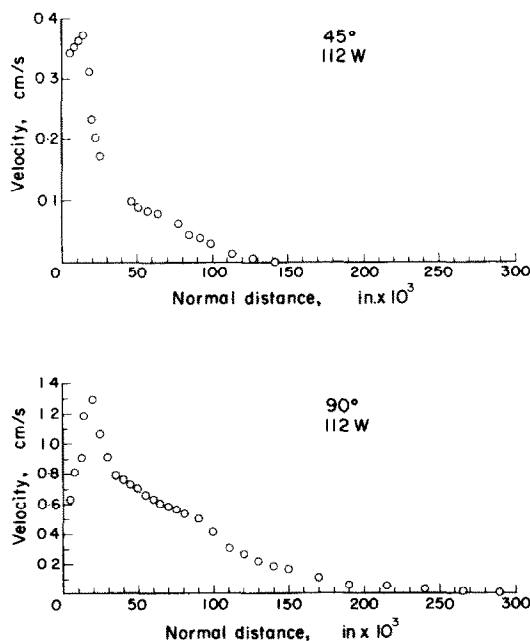 0·4
45°
112 W
0.3
0·2
0·1
Velocity, cm/s
0 50 100 150 200 250 300
Normal distance, in.x 10³
1·4
90°
112 W
1·2
1·0
0·8
0·6
0·4
0·2
Velocity, cm/s
0 50 100 150 200 250 300
Normal distance, in.x 10³